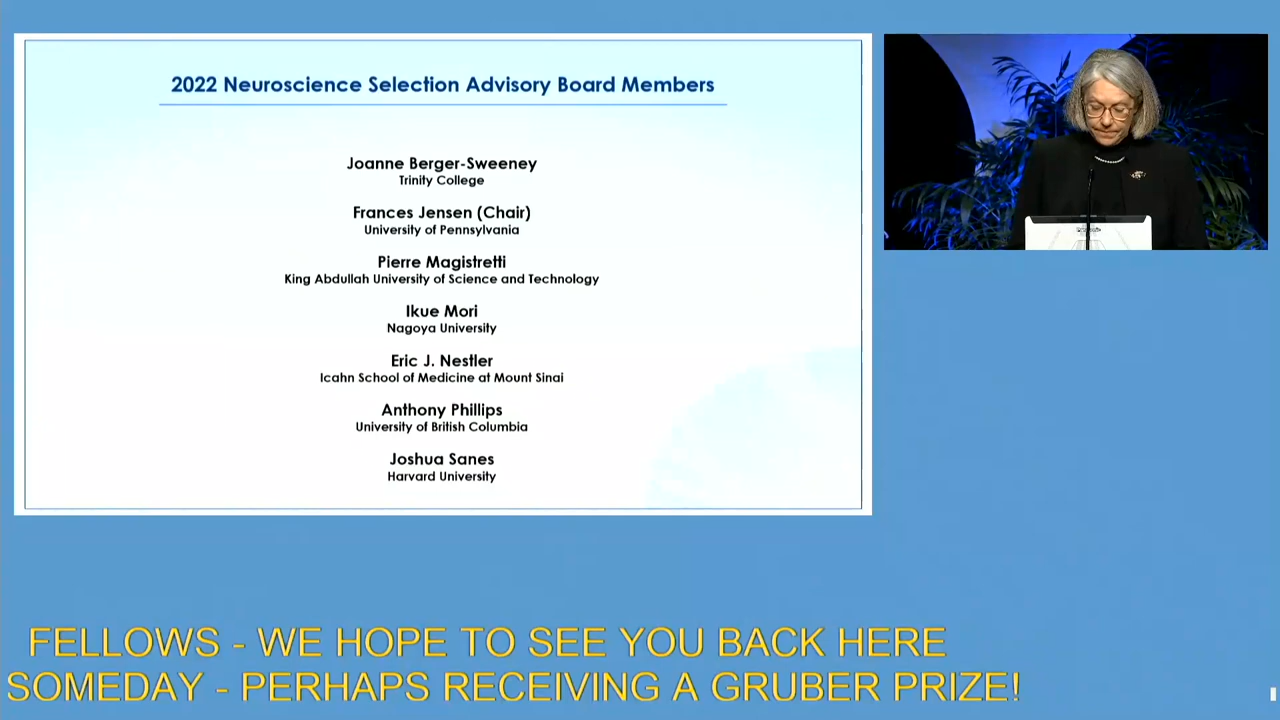 2022 Neuroscience Selection Advisory Board Members
Joanne Berger-Sweeney
Trinity College
Frances Jensen (Chair)
University of Pennsylvania
Pierre Magistretti
King Abdullah University of Science and Technology
Ikue Mori
Nagoya University
Eric J. Nestler
Icahn School of Medicine at Mount Sinai
Anthony Phillips
University of British Columbia
Joshua Sanes
Harvard University
FELLOWS - WE HOPE TO SEE YOU BACK HERE
SOMEDAY - PERHAPS RECEIVING A GRUBER PRIZE!